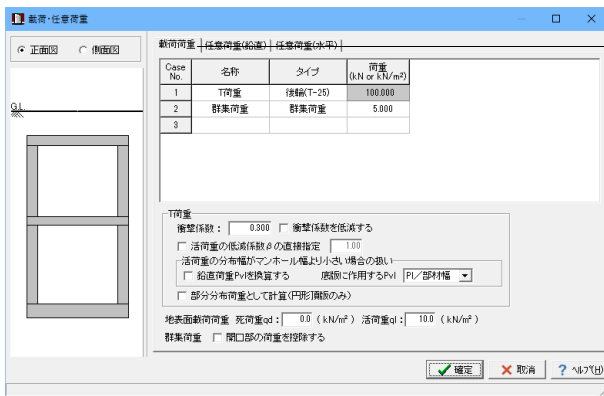 載荷・任意荷重
正面図 側面図
載荷荷重 任意荷重(鉛直) 任意荷重(水平)
G.L.
Case No. 名称 タイプ 荷重 (kN or kN/m²)
1 T荷重 後輪(T-25) 100.000
2 群集荷重 群集荷重 5.000
3
T荷重
衝撃係数： 0.300 衝撃係数を低減する
活荷重の低減係数βの直接指定 1.00
活荷重の分布幅がマンホール幅より小さい場合の扱い
鉛直荷重Pvlを換算する 底版に作用するPvl Pl／部材幅
部分分布荷重として計算(円形頂版のみ)
地表面載荷荷重 死荷重qd： 0.0 (kN/m²) 活荷重ql： 10.0 (kN/m²)
群集荷重 開口部の荷重を控除する
確定 取消 ? ヘルプ(H)